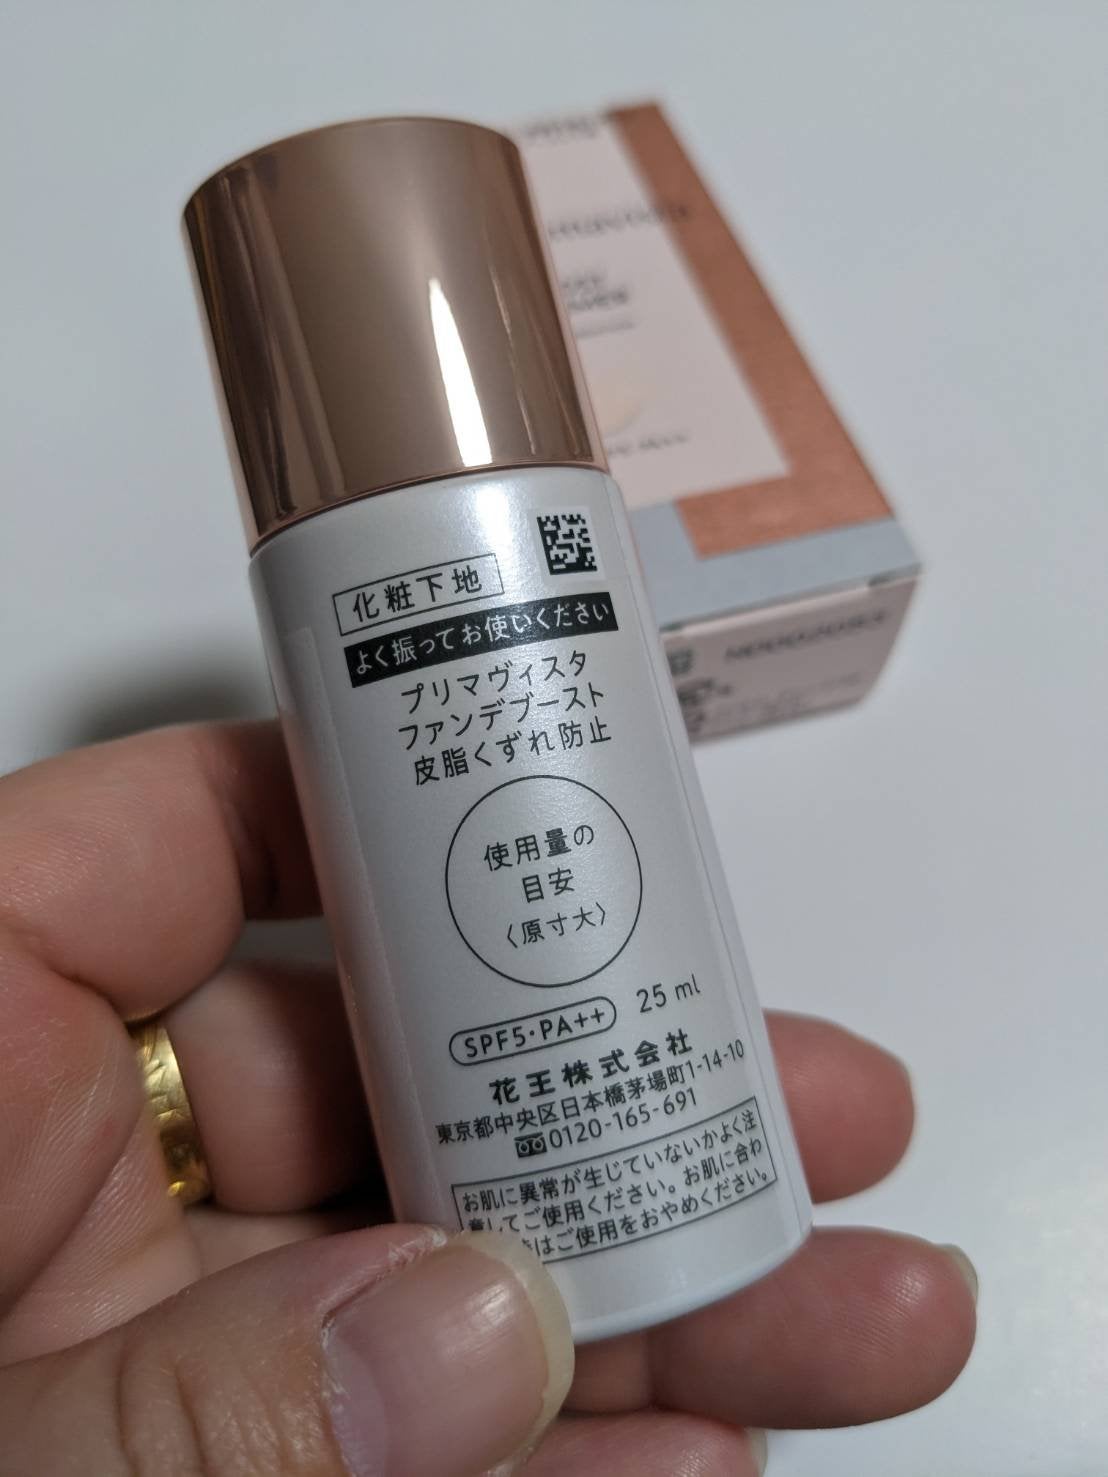 化粧下地
よく振ってお使いください
プリマヴィスタ
ファンデブースト
皮脂くずれ防止
使用量の
目安
〈原寸大〉
SPF5・PA++ 25 ml
花王株式会社
東京都中央区日本橋茅場町1-14-10
0120-165-691
お肌に異常が生じていないかよく注
意してご使用ください。お肌に合わ
はご使用をおやめください。